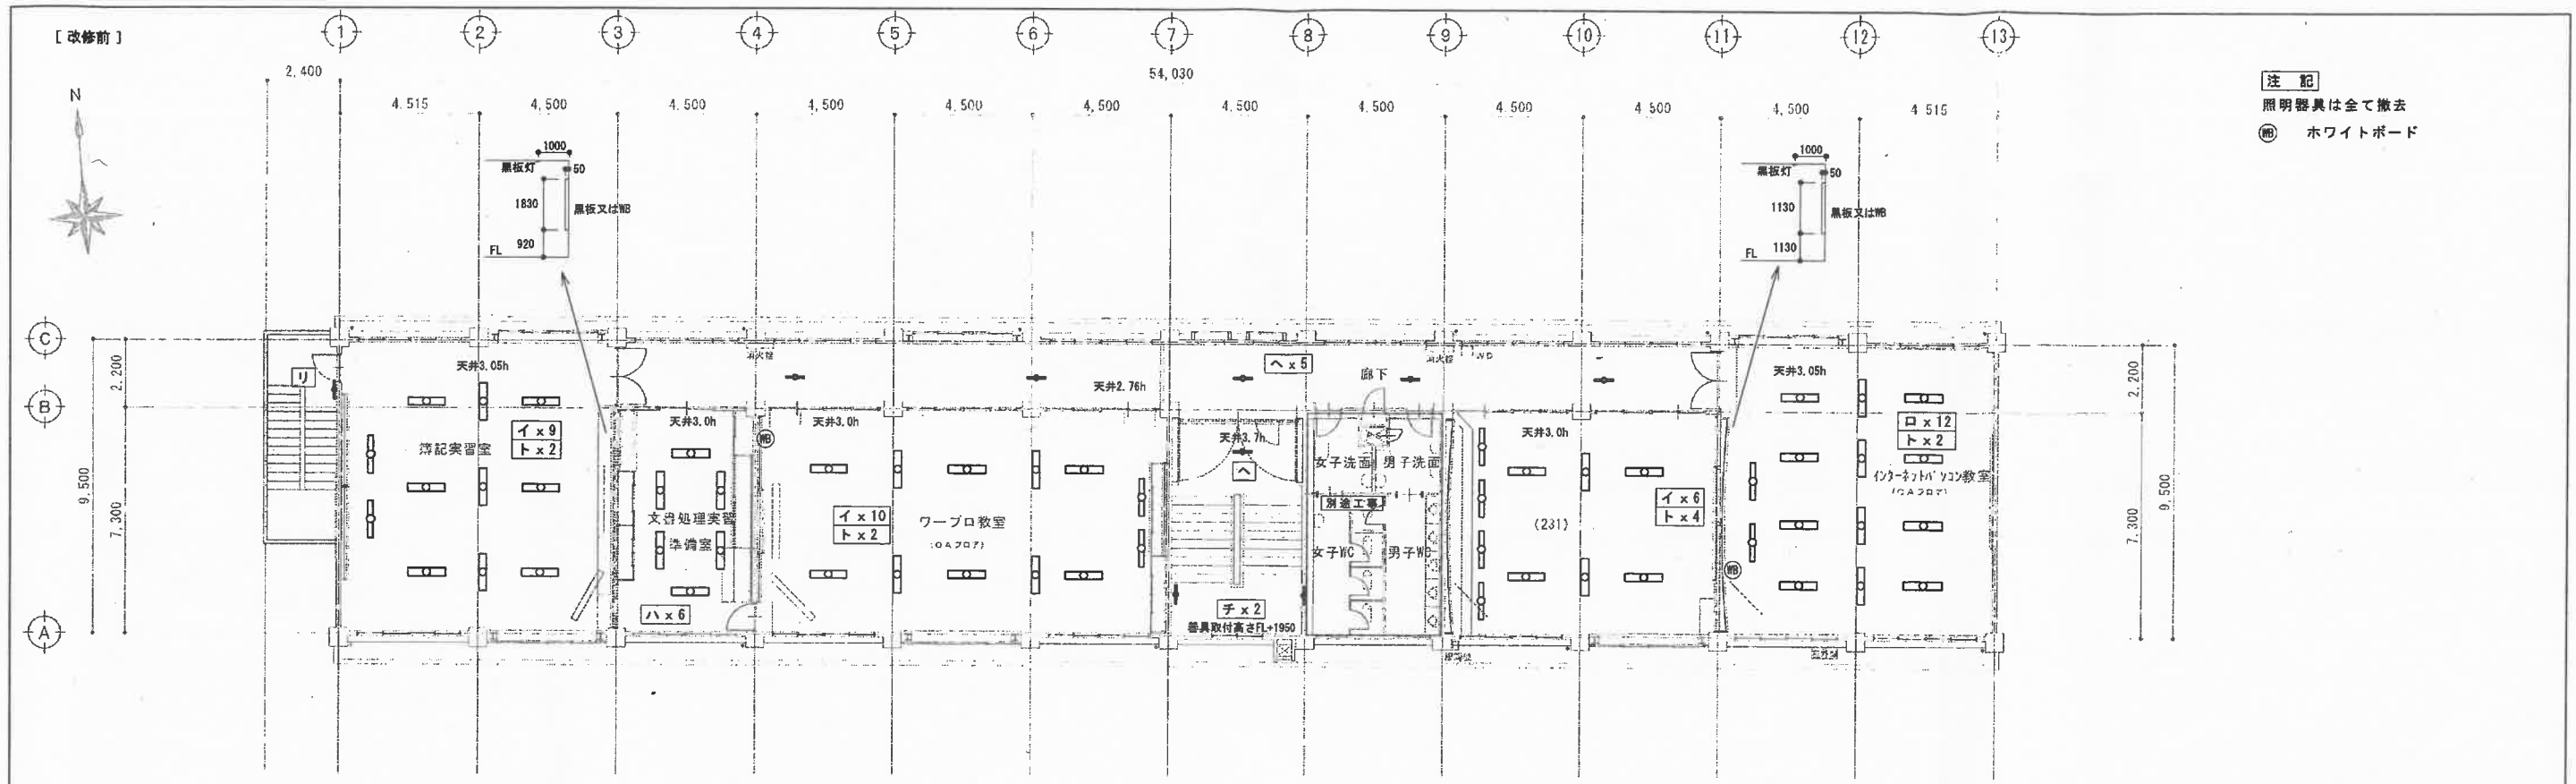 [ 改修前 ]
1 2 3 4 5 6 7 8 9 10 11 12 13
2,400
54,030
4.515 4,500 4.500 4,500 4.500 4,500 4.500 4.500 4.500 4.500 4,500 4 515
N
注 記
照明器具は全て撤去
WB ホワイトボード
1000
黒板灯
50
1830
黒板又はWB
920
FL
1000
黒板灯
50
1130
黒板又はWB
1130
FL
C
B
A
2.200
7.300
9.500
2,200
7.300
9.500
リ
天井3.05h
簿記実習室
イ x 9
ト x 2
天井3.0h
文書処理実習
準備室
ハ x 6
WB
天井3.0h
イ x 10
ト x 2
ワープロ教室
(OAフロア)
天井2.76h
ヘ x 5
廊下
天井3.7h
ヘ
チ x 2
器具取付高さFL+1950
女子洗面
男子洗面
別途工事
女子WC
男子WC
天井3.0h
(231)
イ x 6
ト x 4
WB
天井3.05h
ロ x 12
ト x 2
インターネットパソコン教室
(OAフロア)